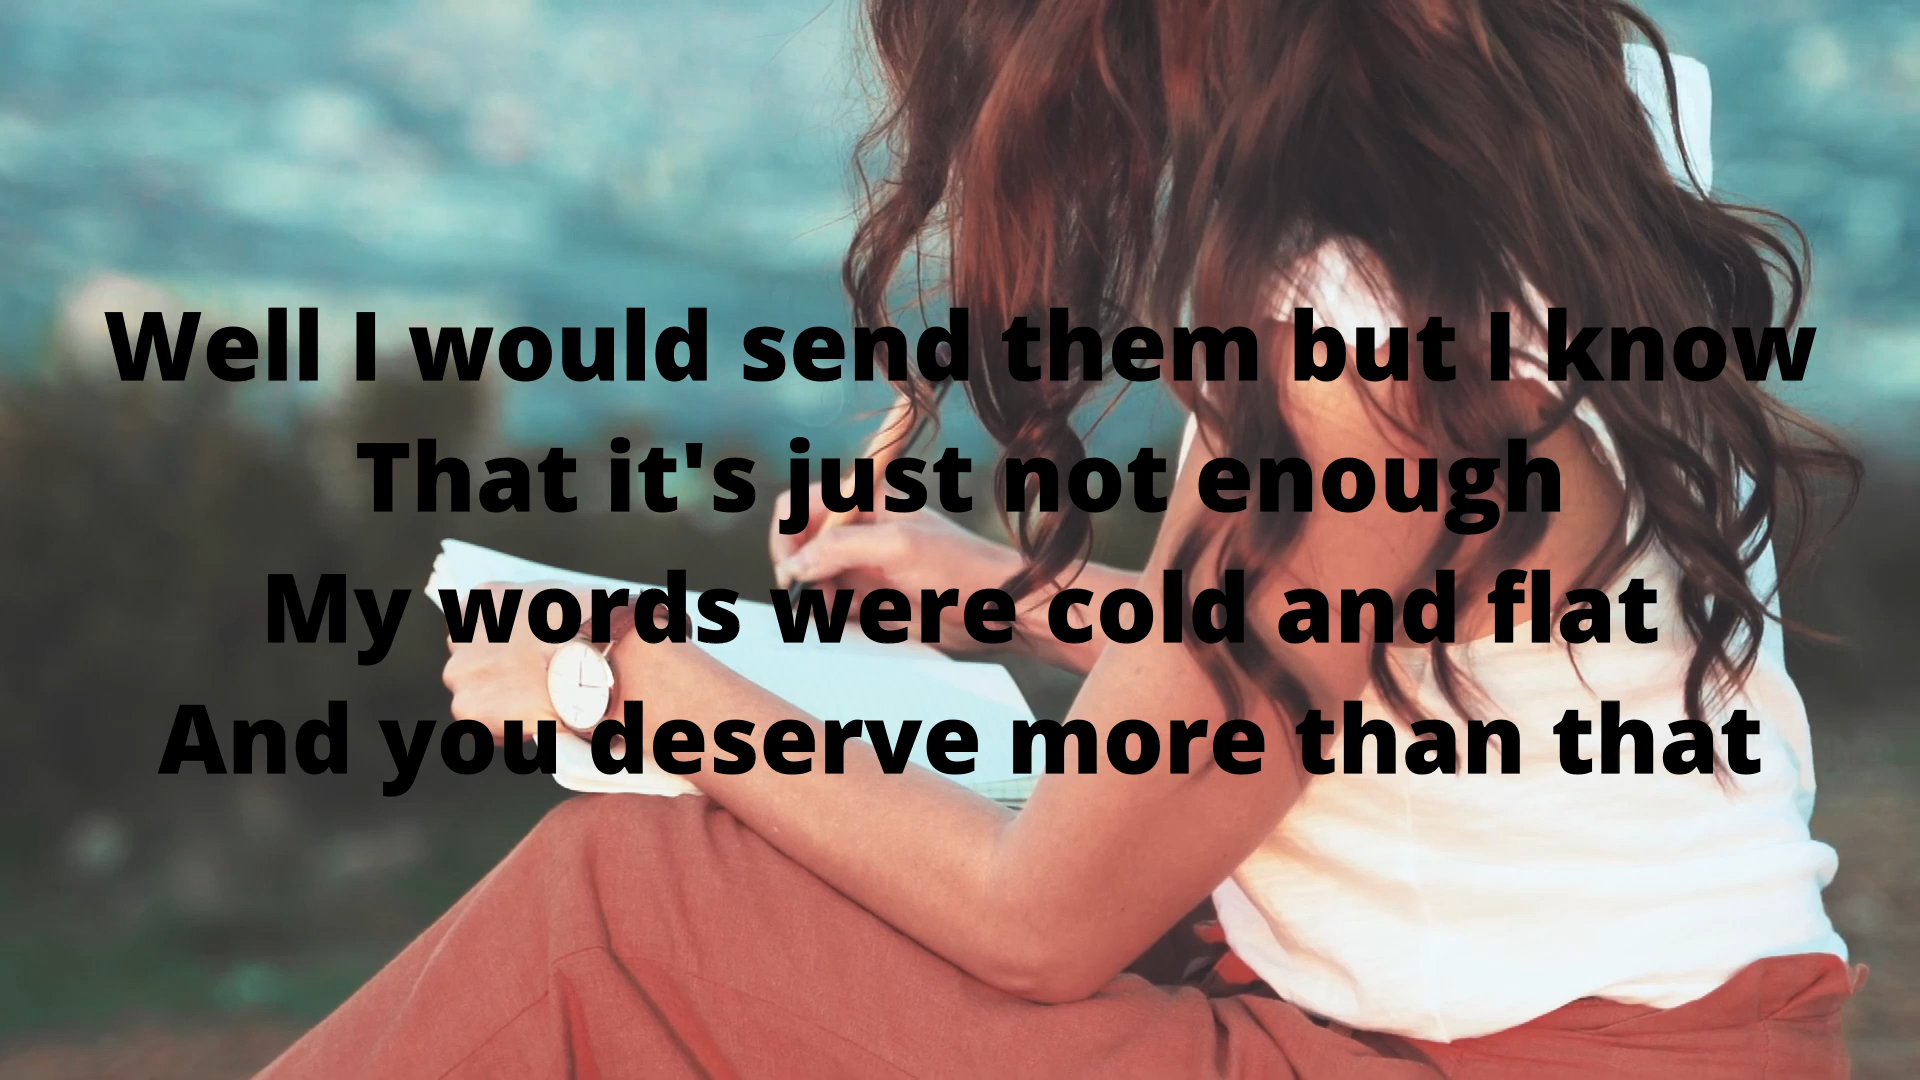 Well I would send them but I know
That it's just not enough
My words were cold and flat
And you deserve more than that